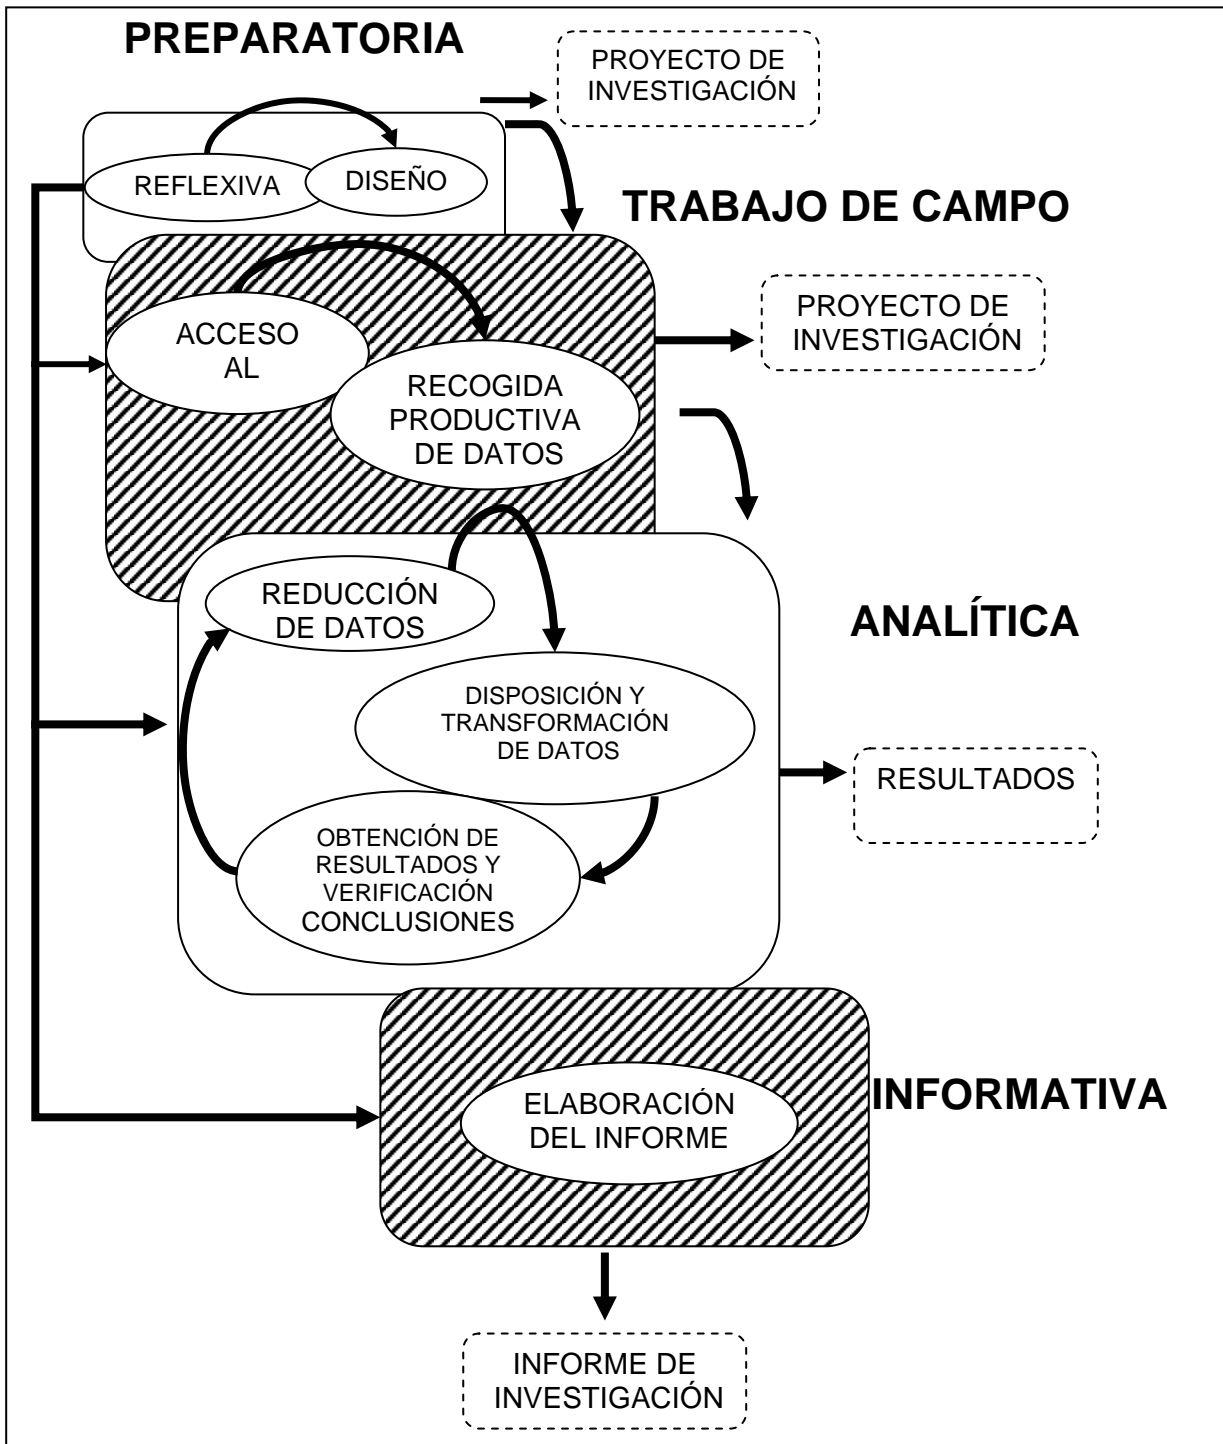 PREPARATORIA
PROYECTO DE
INVESTIGACIÓN
REFLEXIVA
DISEÑO
TRABAJO DE CAMPO
PROYECTO DE
INVESTIGACIÓN
ACCESO
AL
RECOGIDA
PRODUCTIVA
DE DATOS
REDUCCIÓN
DE DATOS
ANALÍTICA
DISPOSICIÓN Y
TRANSFORMACIÓN
DE DATOS
RESULTADOS
OBTENCIÓN DE
RESULTADOS Y
VERIFICACIÓN
CONCLUSIONES
INFORMATIVA
ELABORACIÓN
DEL INFORME
INFORME DE
INVESTIGACIÓN